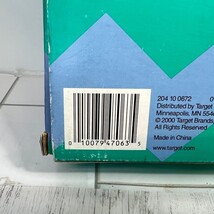 204 10 0672
Distributed by Target
Minneapolis, MN 554
© 2000 Target Brands
All Rights Reserved
Made in China
www.target.com
0 10079 47063 5